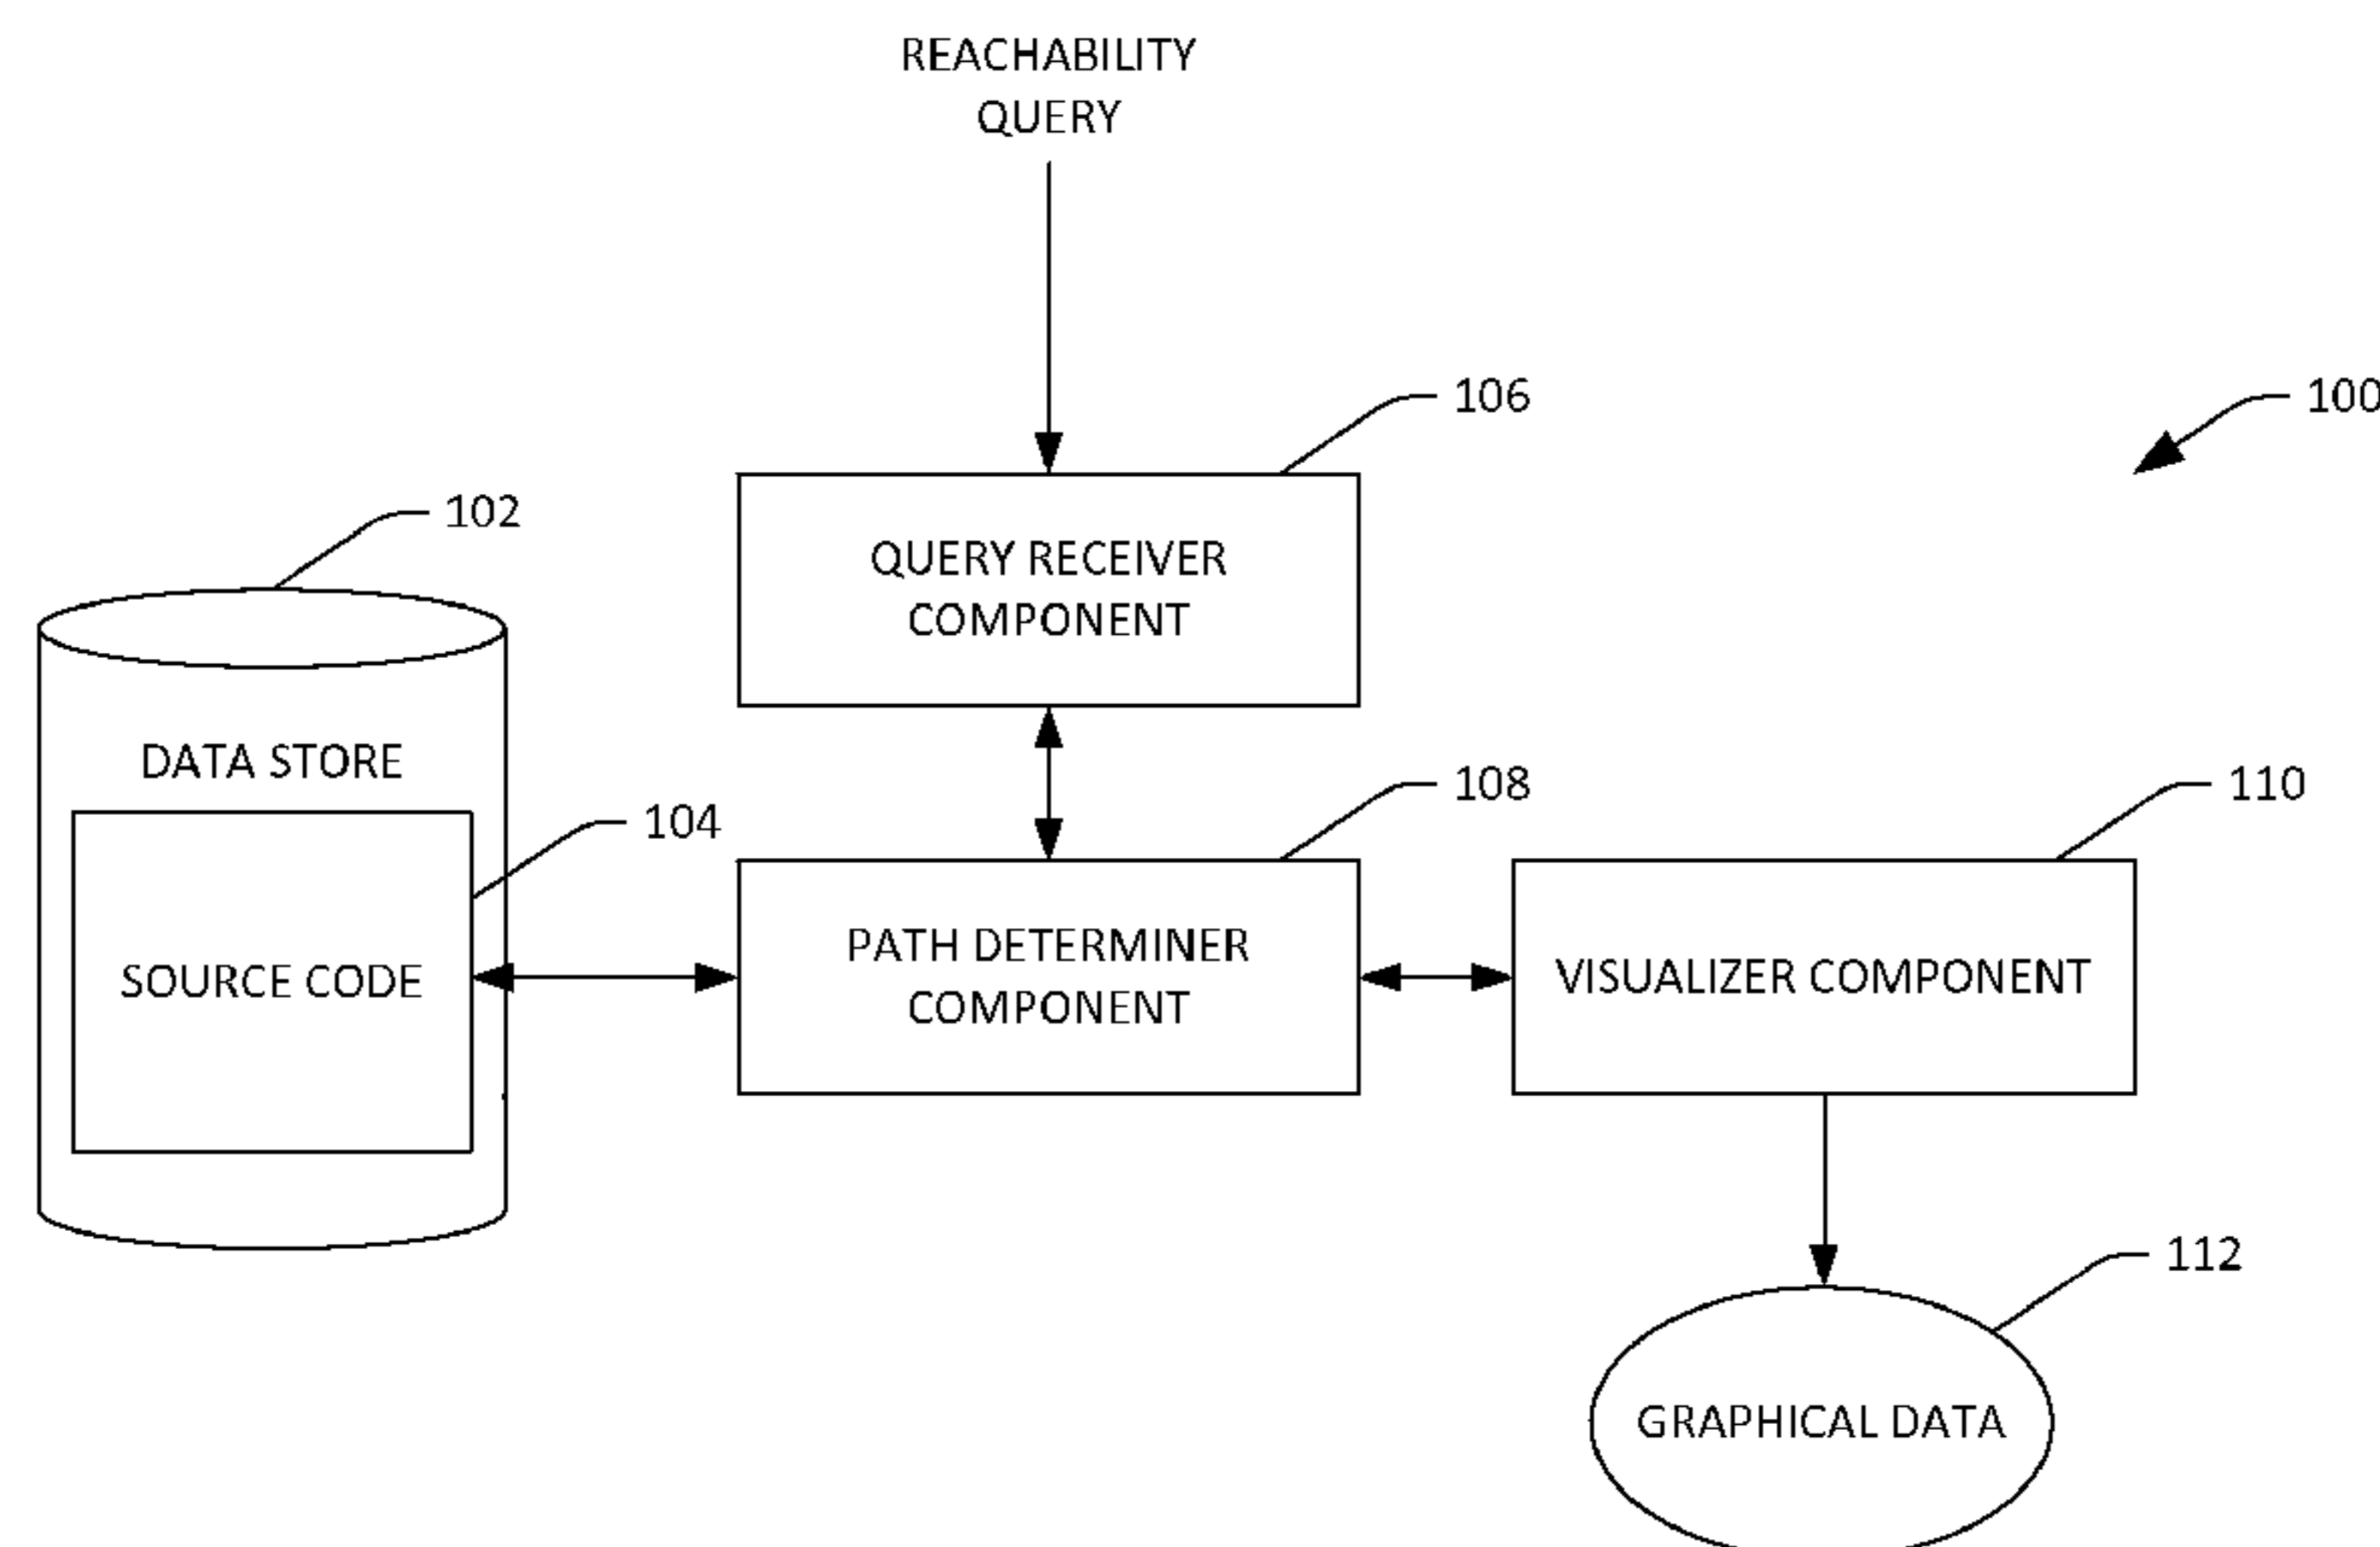 REACHABILITY
QUERY
106
100
102
QUERY RECEIVER
COMPONENT
DATA STORE
108
110
104
PATH DETERMINER
COMPONENT
VISUALIZER COMPONENT
SOURCE CODE
112
GRAPHICAL DATA